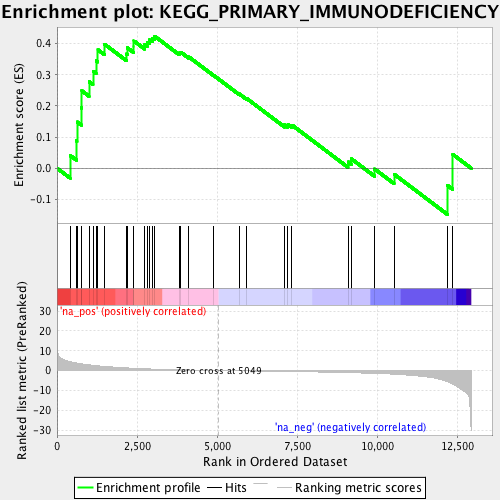 Enrichment plot: KEGG_PRIMARY_IMMUNODEFICIENCY
Enrichment score (ES)
0.4
0.3
0.2
0.1
0.0
-0.1
'na_pos' (positively correlated)
Ranked list metric (PreRanked)
30
20
10
0
-10
-20
-30
Zero cross at 5049
'na_neg' (negatively correlated)
0
2,500
5,000
7,500
10,000
12,500
Rank in Ordered Dataset
Enrichment profile
Hits
Ranking metric scores